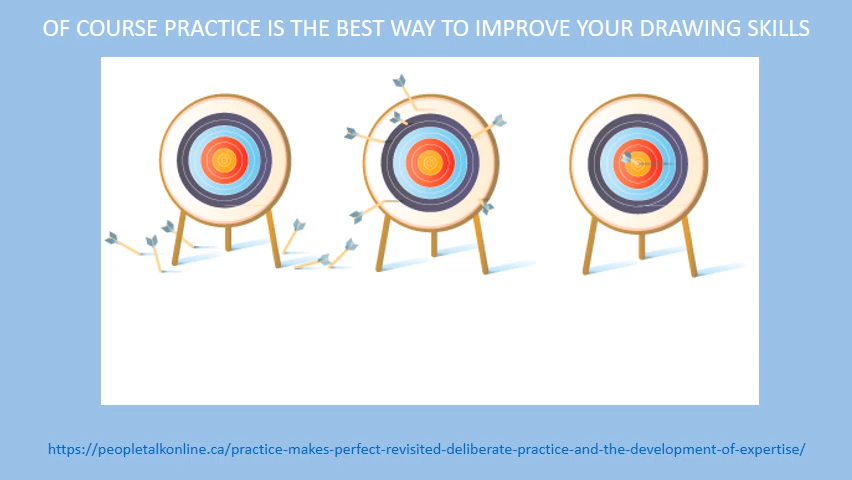 OF COURSE PRACTICE IS THE BEST WAY TO IMPROVE YOUR DRAWING SKILLS
https://peopletalkonline.ca/practice-makes-perfect-revisited-deliberate-practice-and-the-development-of-expertise/